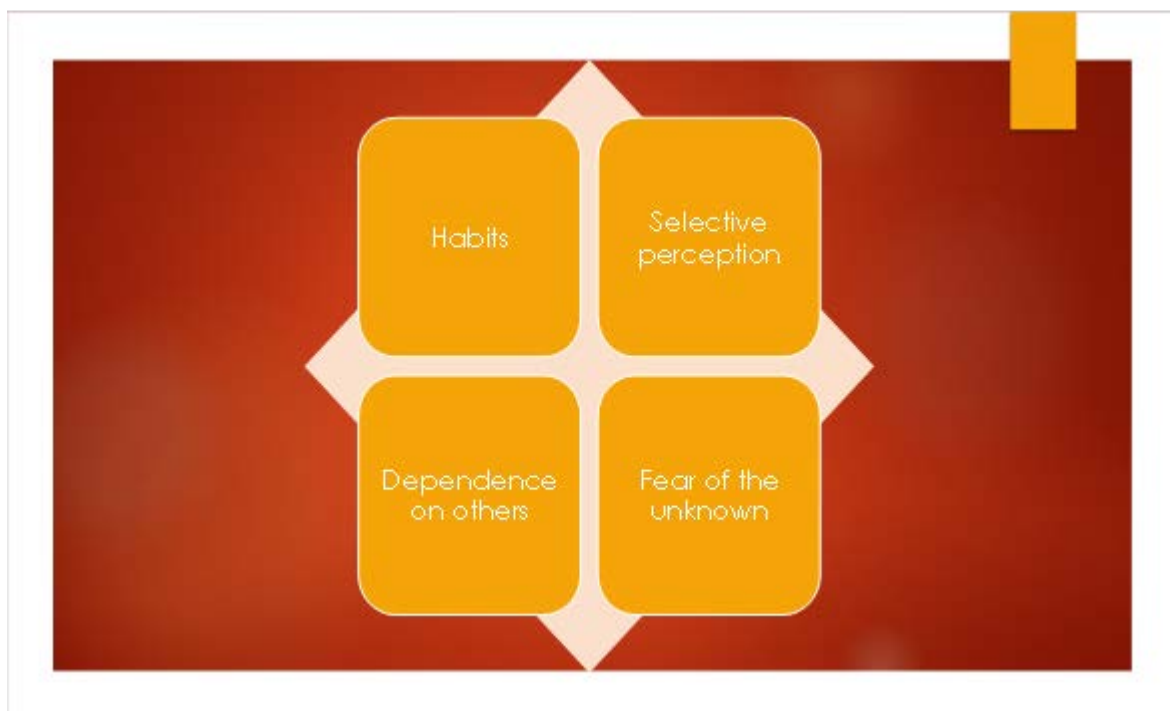 Habits
Selective
perception
Dependence
on others
Fear of the
unknown